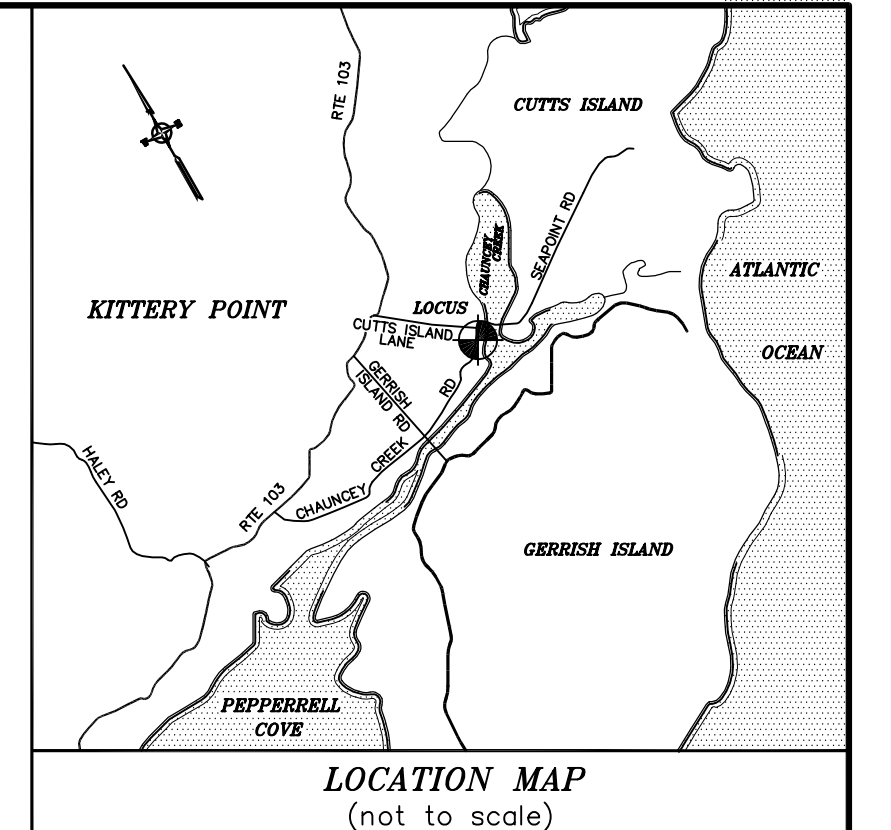 RTE 103
CUTTS ISLAND
CHAUNCEY
CREEK
SEAPOINT RD
ATLANTIC
OCEAN
KITTERY POINT
LOCUS
CUTTS ISLAND
LANE
GERRISH
ISLAND RD
RD
CREEK
CHAUNCEY
HALEY RD
RTE 103
GERRISH ISLAND
PEPPERRELL
COVE
LOCATION MAP
(not to scale)